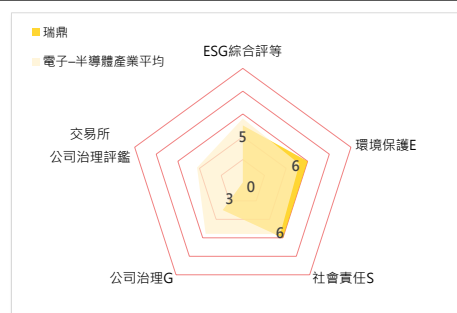 瑞鼎
電子–半導體產業平均
ESG綜合評等
交易所
公司治理評鑑
環境保護E
5
6
0
3
6
公司治理G
社會責任S